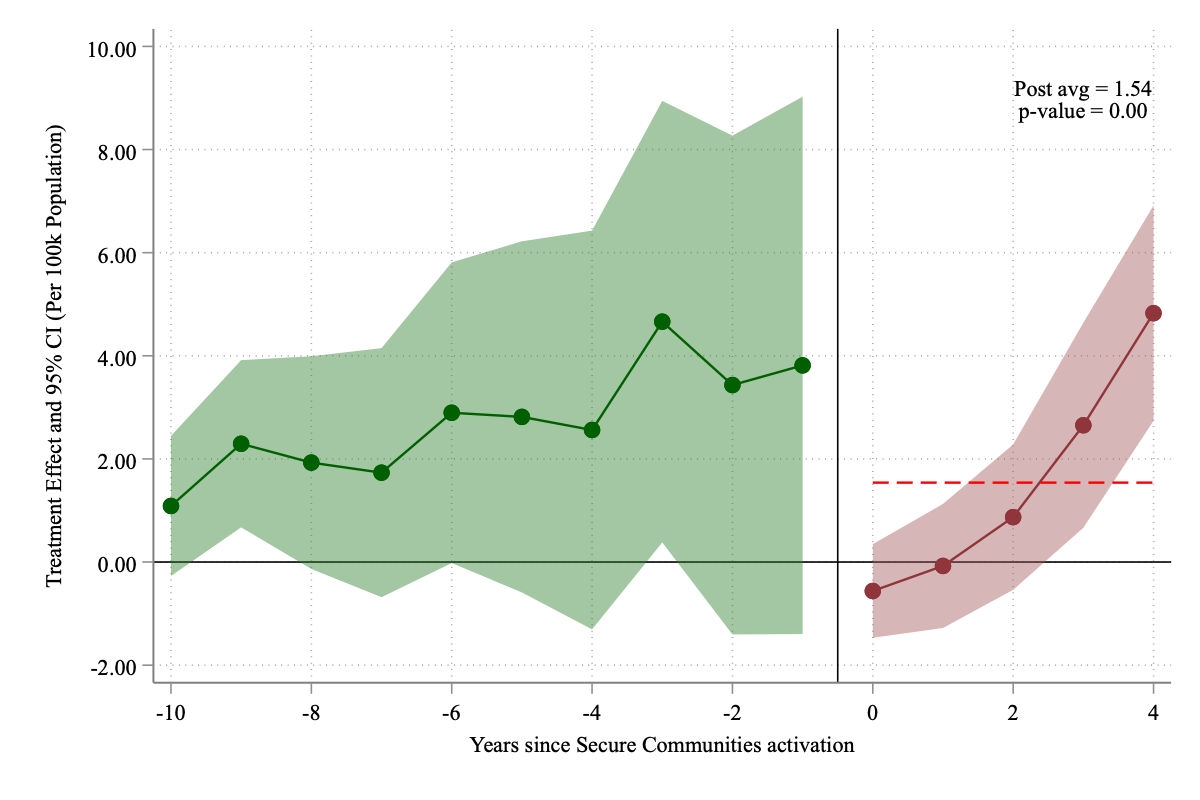 Treatment Effect and 95% CI (Per 100k Population)
10.00
8.00
6.00
4.00
2.00
0.00
-2.00
Post avg = 1.54
p-value = 0.00
-10 -8 -6 -4 -2 0 2 4
Years since Secure Communities activation